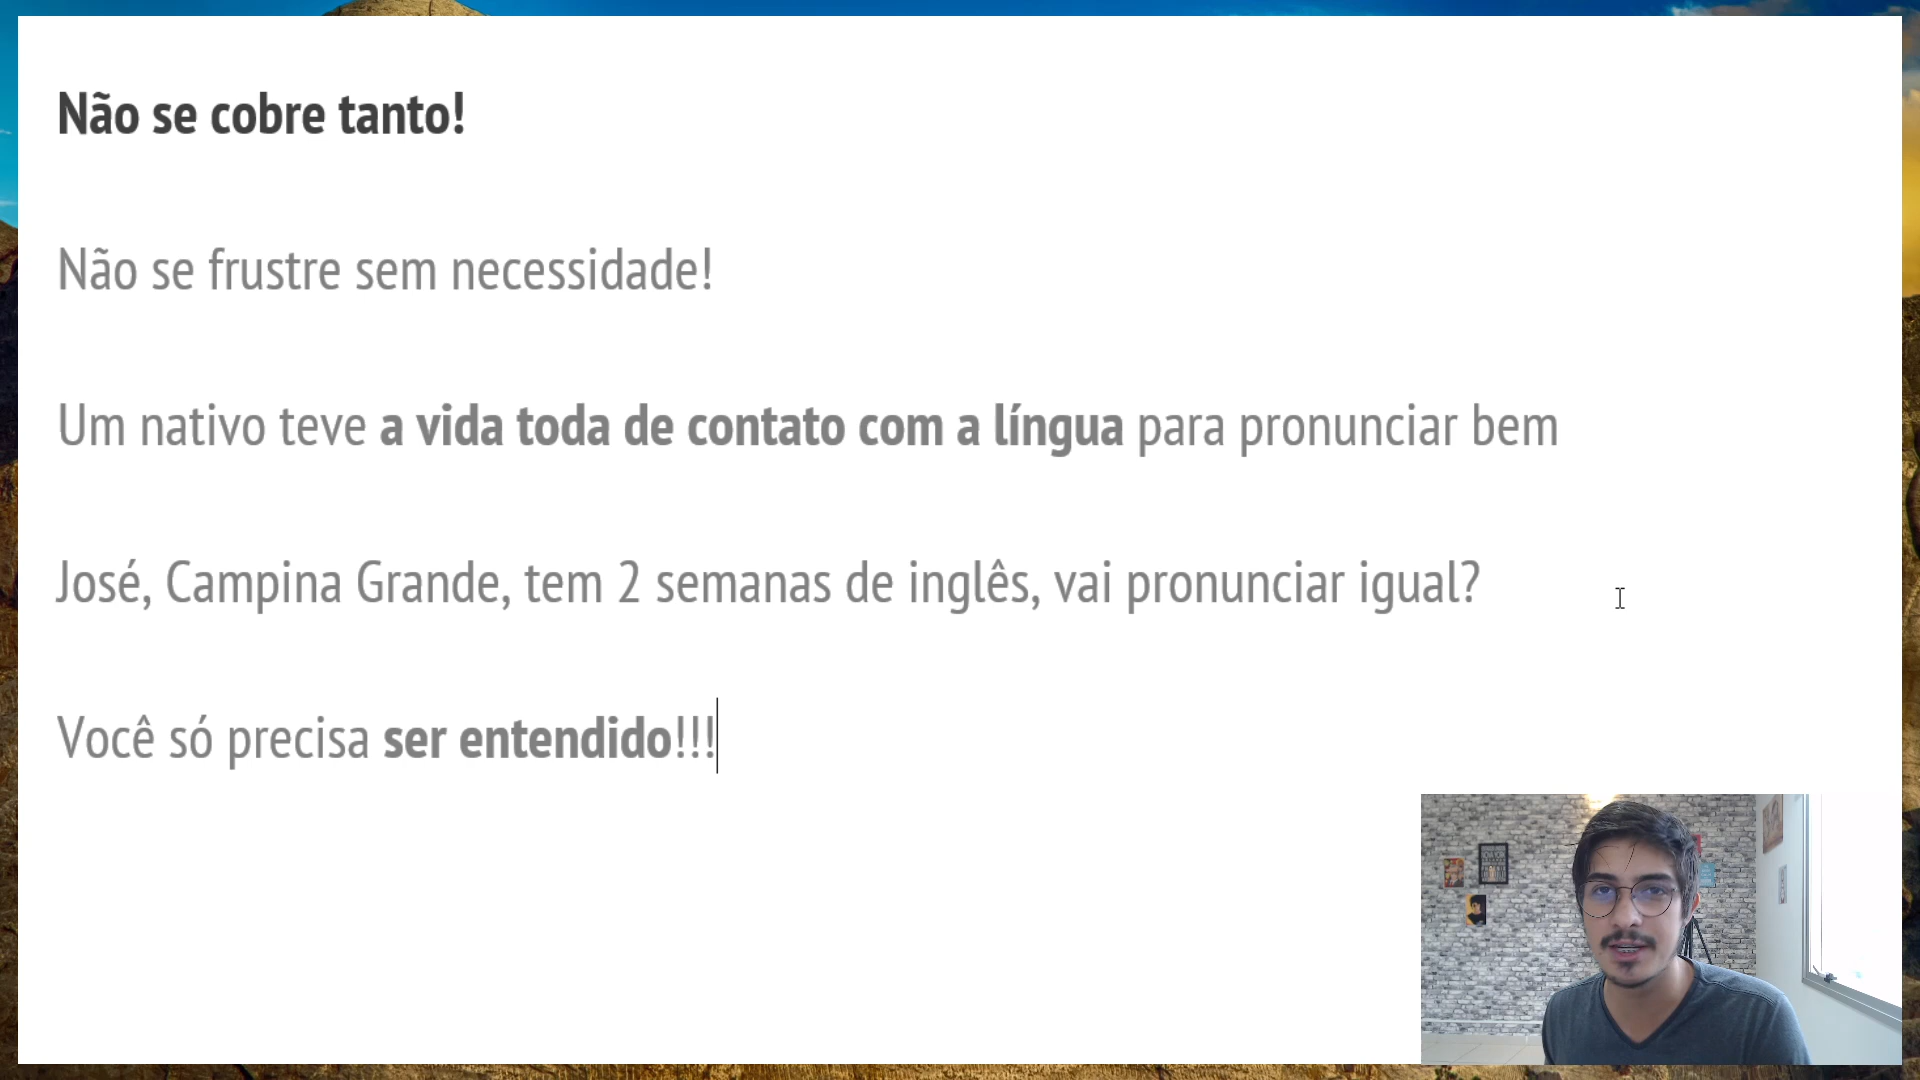 Não se cobre tanto!
Não se frustre sem necessidade!
Um nativo teve a vida toda de contato com a língua para pronunciar bem
José, Campina Grande, tem 2 semanas de inglês, vai pronunciar igual?
Você só precisa ser entendido!!!